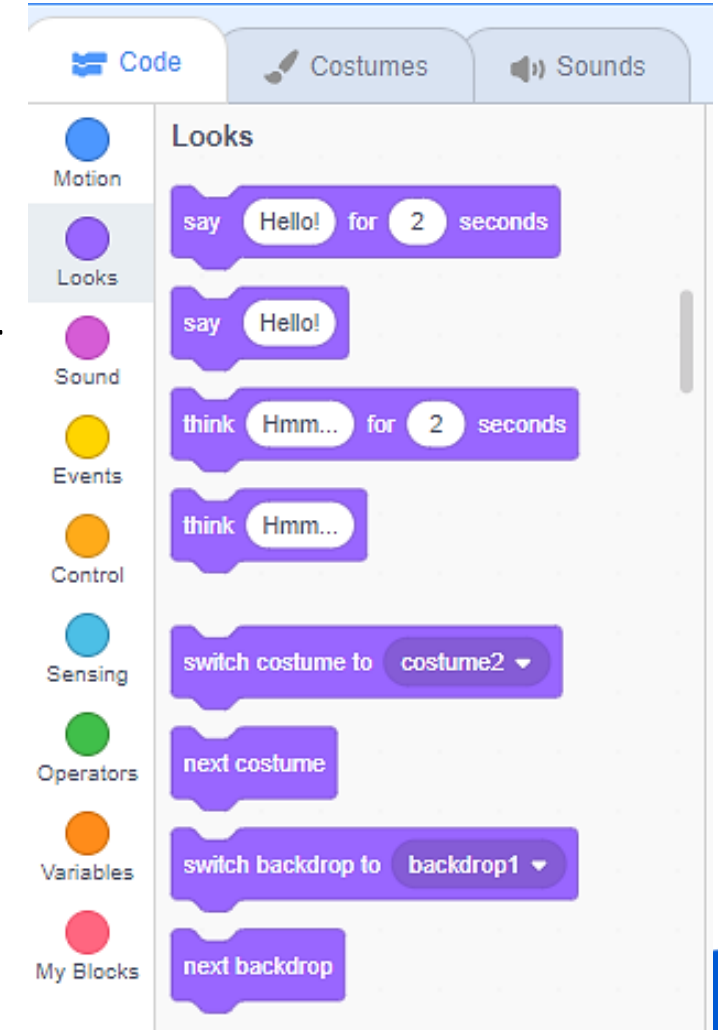 Code
Costumes
Sounds
Motion
Looks
Sound
Events
Control
Sensing
Operators
Variables
My Blocks
Looks
say Hello! for 2 seconds
say Hello!
think Hmm... for 2 seconds
think Hmm...
switch costume to costume2
next costume
switch backdrop to backdrop1
next backdrop